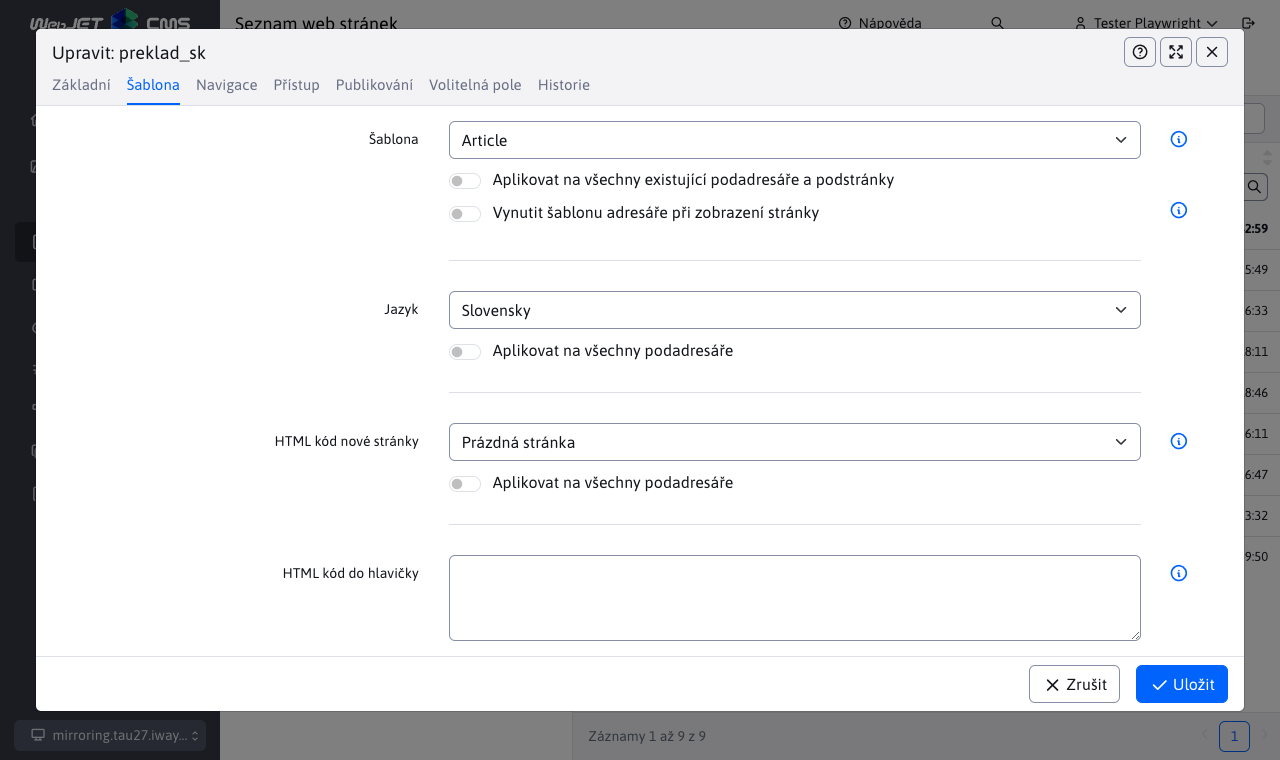 WebJET CMS
Seznam web stránek
Nápověda
Tester Playwright
Upravit: preklad_sk
Základní Šablona Navigace Přístup Publikování Volitelná pole Historie
Šablona
Article
Aplikovat na všechny existující podadresáře a podstránky
Vynutit šablonu adresáře při zobrazení stránky
Jazyk
Slovensky
Aplikovat na všechny podadresáře
HTML kód nové stránky
Prázdná stránka
Aplikovat na všechny podadresáře
HTML kód do hlavičky
Zrušit
Uložit
2:59
5:49
6:33
8:11
8:46
6:11
6:47
3:32
9:50
mirroring.tau27.iway...
Záznamy 1 až 9 z 9
1